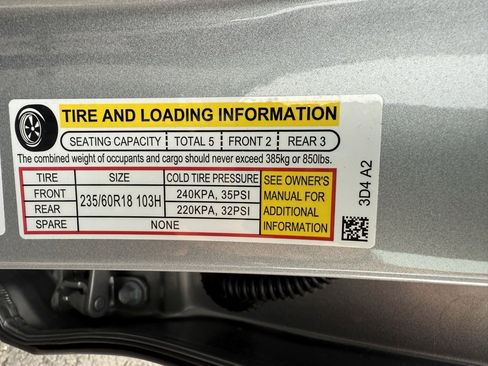 TIRE AND LOADING INFORMATION
SEATING CAPACITY TOTAL 5 FRONT 2 REAR 3
The combined weight of occupants and cargo should never exceed 385kg or 850lbs.
TIRE SIZE COLD TIRE PRESSURE
FRONT 235/60R18 103H 240KPA, 35PSI
REAR 220KPA, 32PSI
SPARE NONE
SEE OWNER'S
MANUAL FOR
ADDITIONAL
INFORMATION
3D4 A2